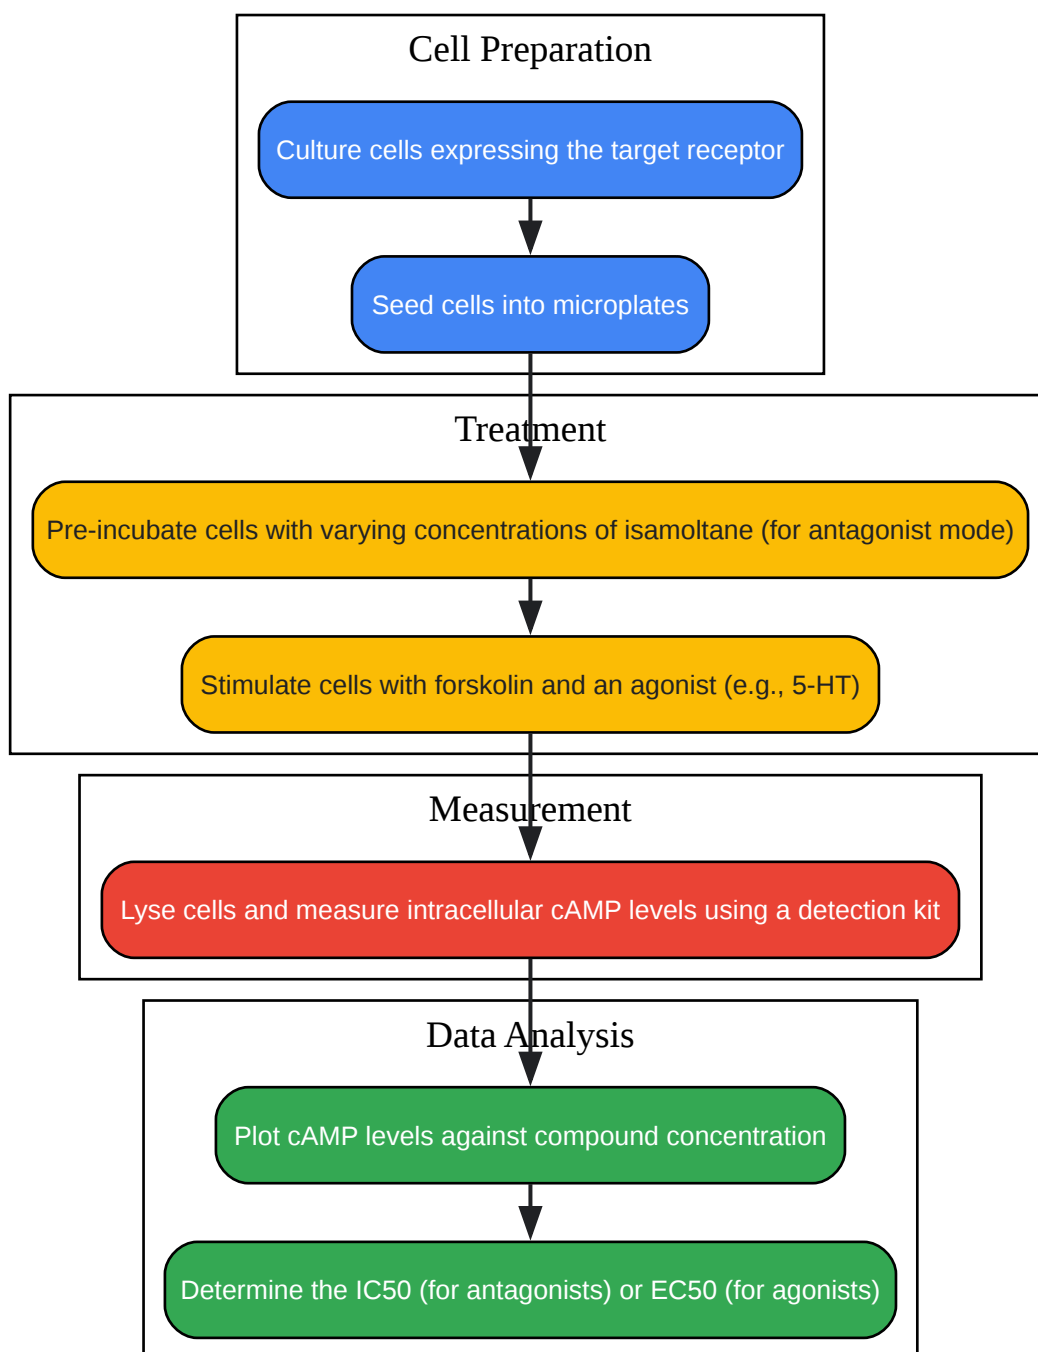 Cell Preparation
Culture cells expressing the target receptor
Seed cells into microplates
Treatment
Pre-incubate cells with varying concentrations of isamoltane (for antagonist mode)
Stimulate cells with forskolin and an agonist (e.g., 5-HT)
Measurement
Lyse cells and measure intracellular cAMP levels using a detection kit
Data Analysis
Plot cAMP levels against compound concentration
Determine the IC50 (for antagonists) or EC50 (for agonists)